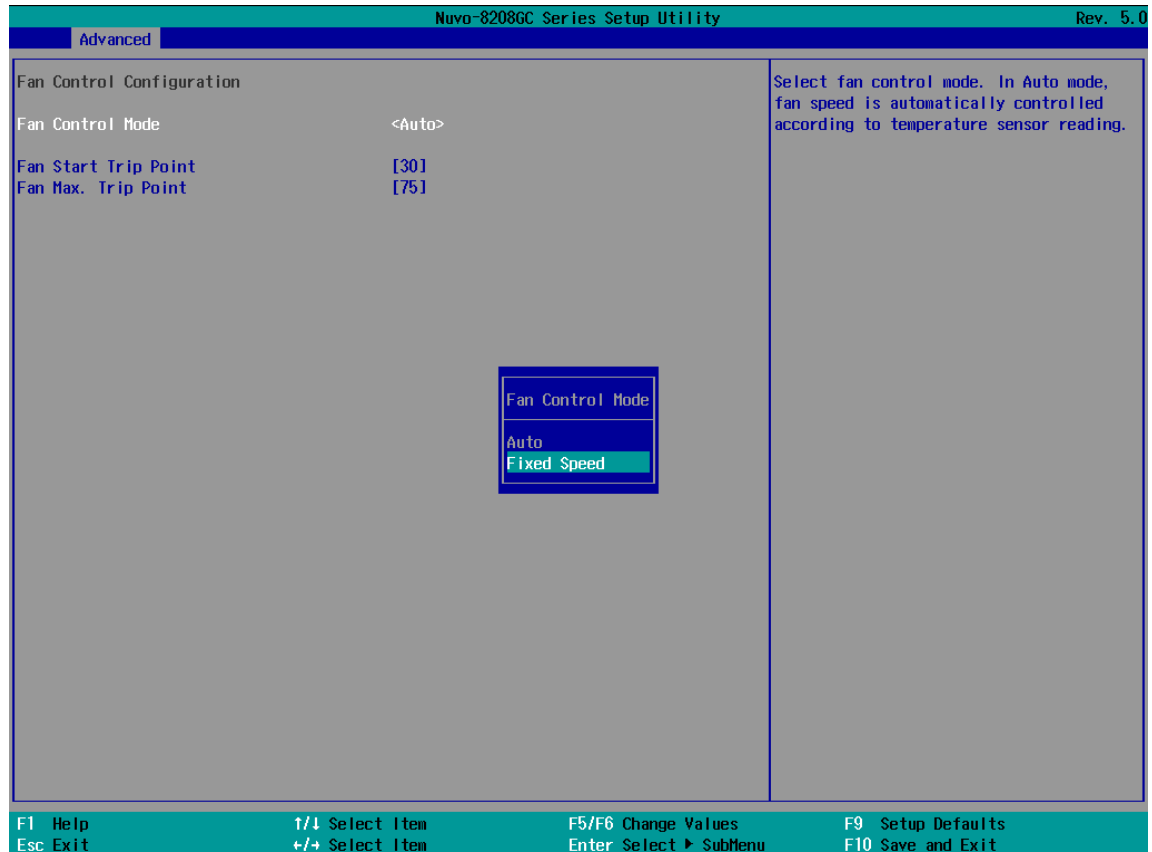 Nuvo-8208GC Series Setup Utility Rev. 5.0
Advanced
Fan Control Configuration
Fan Control Mode <Auto>
Fan Start Trip Point [30]
Fan Max. Trip Point [75]
Select fan control mode. In Auto mode,
fan speed is automatically controlled
according to temperature sensor reading.
Fan Control Mode
Auto
Fixed Speed
F1 Help ↑/↓ Select Item F5/F6 Change Values F9 Setup Defaults
Esc Exit ←/→ Select Item Enter Select ▶ SubMenu F10 Save and Exit